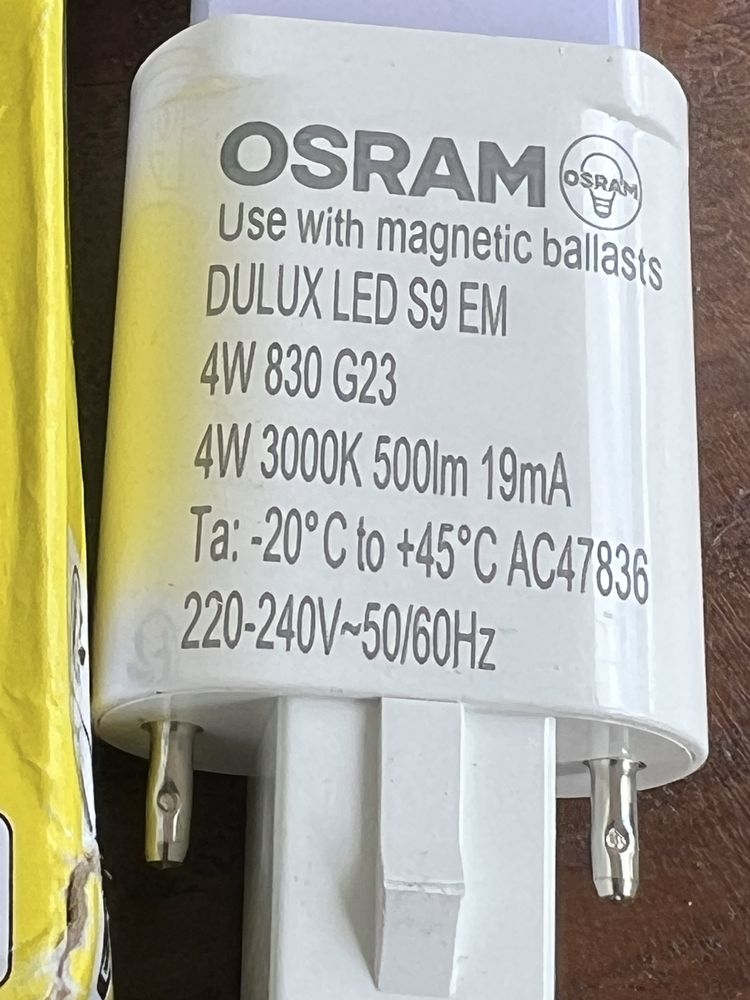 OSRAM
OSRAM
Use with magnetic ballasts
DULUX LED S9 EM
4W 830 G23
4W 3000K 500lm 19mA
Ta: -20°C to +45°C AC47836
220-240V~50/60Hz